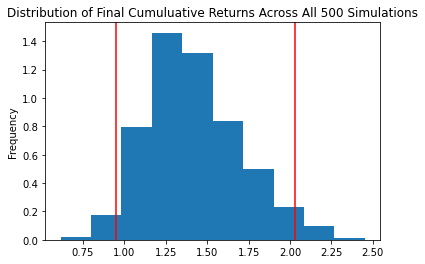 Distribution of Final Cumuluative Returns Across All 500 Simulations
Frequency
1.4
1.2
1.0
0.8
0.6
0.4
0.2
0.0
0.75 1.00 1.25 1.50 1.75 2.00 2.25 2.50